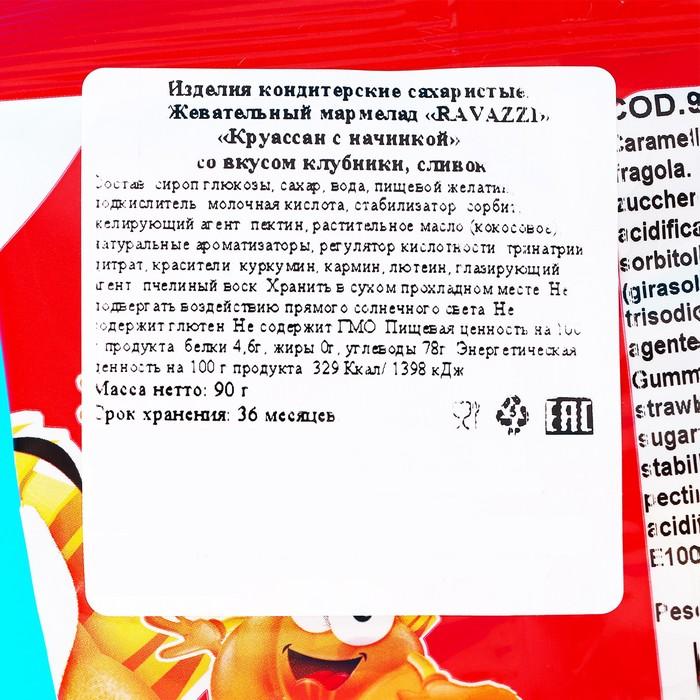 Изделия кондитерские сахаристые.
Жевательный мармелад «RAVAZZI»
«Круассан с начинкой»
со вкусом клубники, сливок
Состав сироп глюкозы, сахар, вода, пищевой желатин,
подкислитель молочная кислота, стабилизатор сорбит,
желирующий агент пектин, растительное масло (кокосовое),
натуральные ароматизаторы, регулятор кислотности тринатрий
цитрат, красители куркумин, кармин, лютеин, глазирующий
агент пчелиный воск Хранить в сухом прохладном месте Не
подвергать воздействию прямого солнечного света Не
содержит глютен Не содержит ГМО Пищевая ценность на 100
г продукта белки 4,6г, жиры 0г, углеводы 78г Энергетическая
ценность на 100 г продукта 329 Ккал/ 1398 кДж
Масса нетто: 90 г
Срок хранения: 36 месяцев
5
EAC
COD.9
Caramell
fragola.
zuccher
acidifica
sorbitol
(girasol
trisodic
agente
Gumm
strawb
sugar
stabil
pectin
acidi
E100
Peso